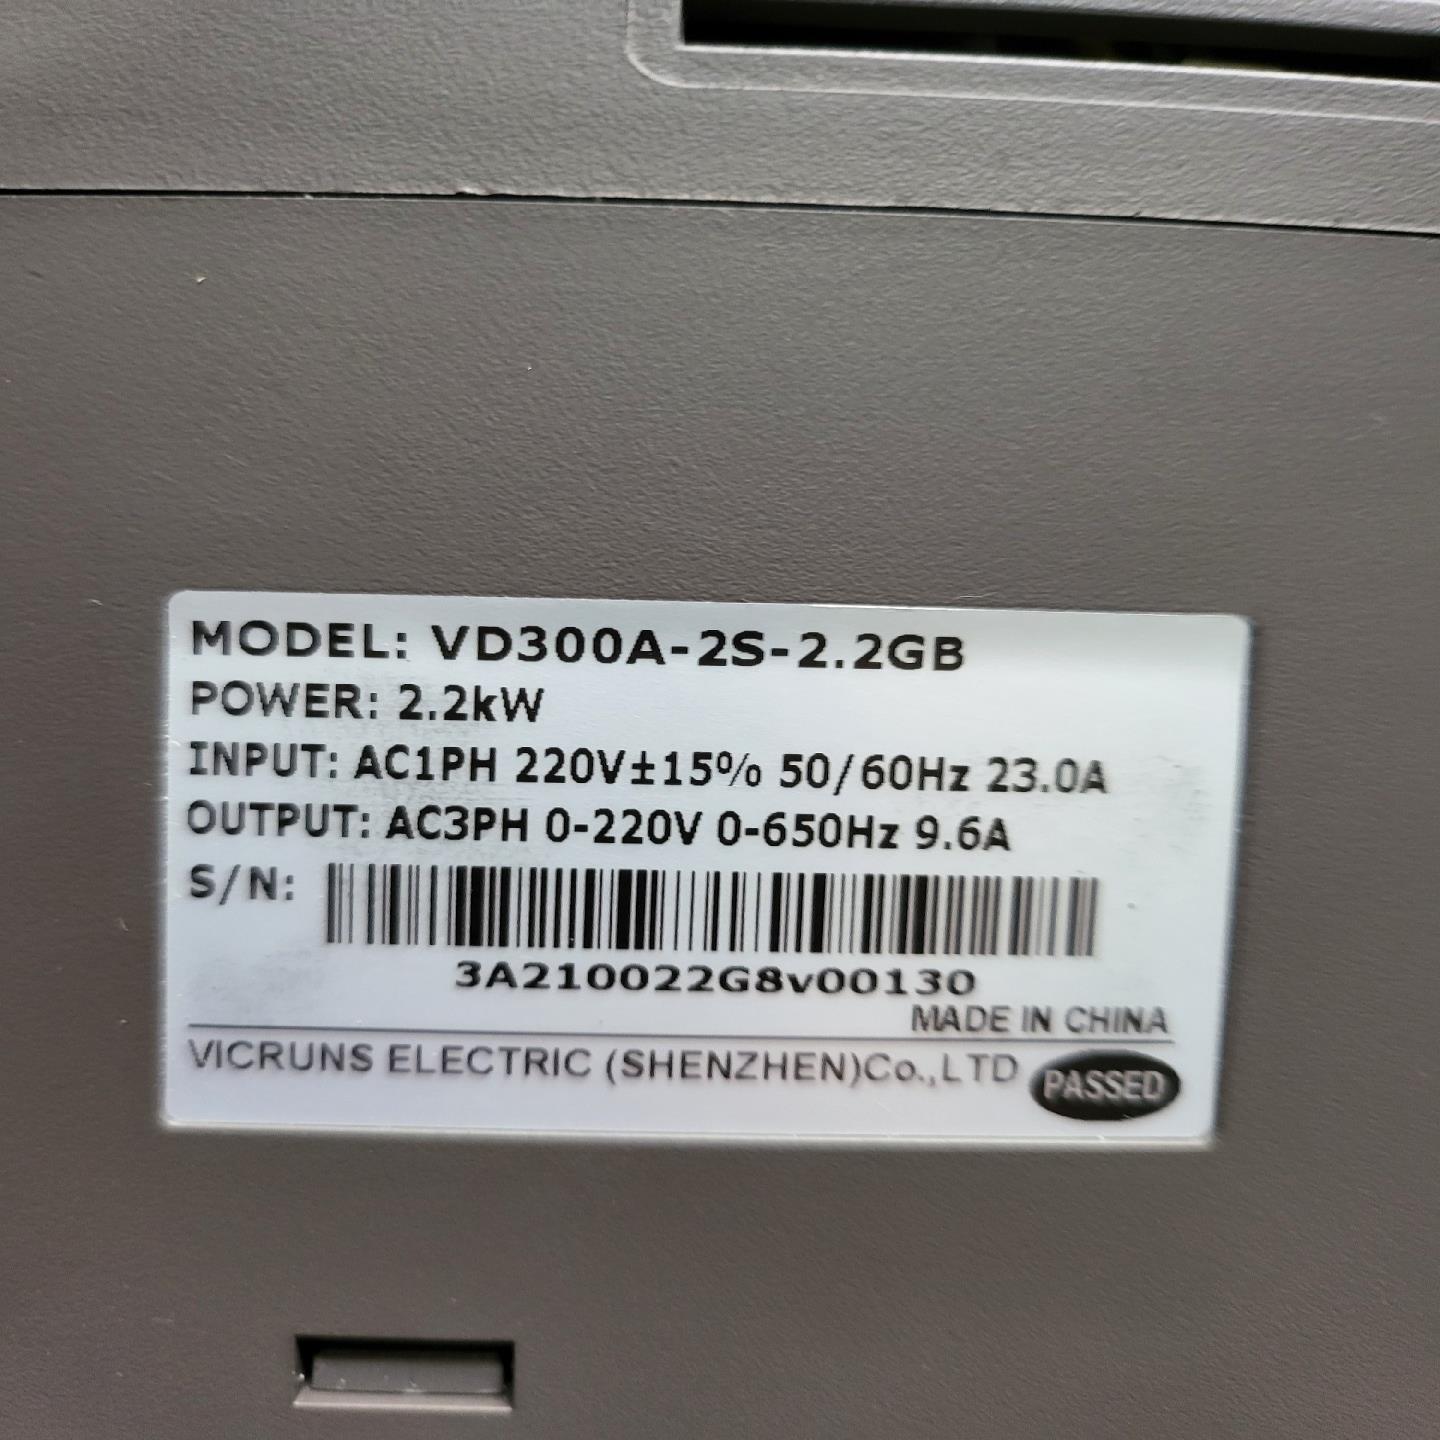 MODEL: VD300A-2S-2.2GB
POWER: 2.2kW
INPUT: AC1PH 220V±15% 50/60Hz 23.0A
OUTPUT: AC3PH 0-220V 0-650Hz 9.6A
S/N:
3A210022G8v00130
MADE IN CHINA
VICRUNS ELECTRIC (SHENZHEN)Co.,LTD PASSED